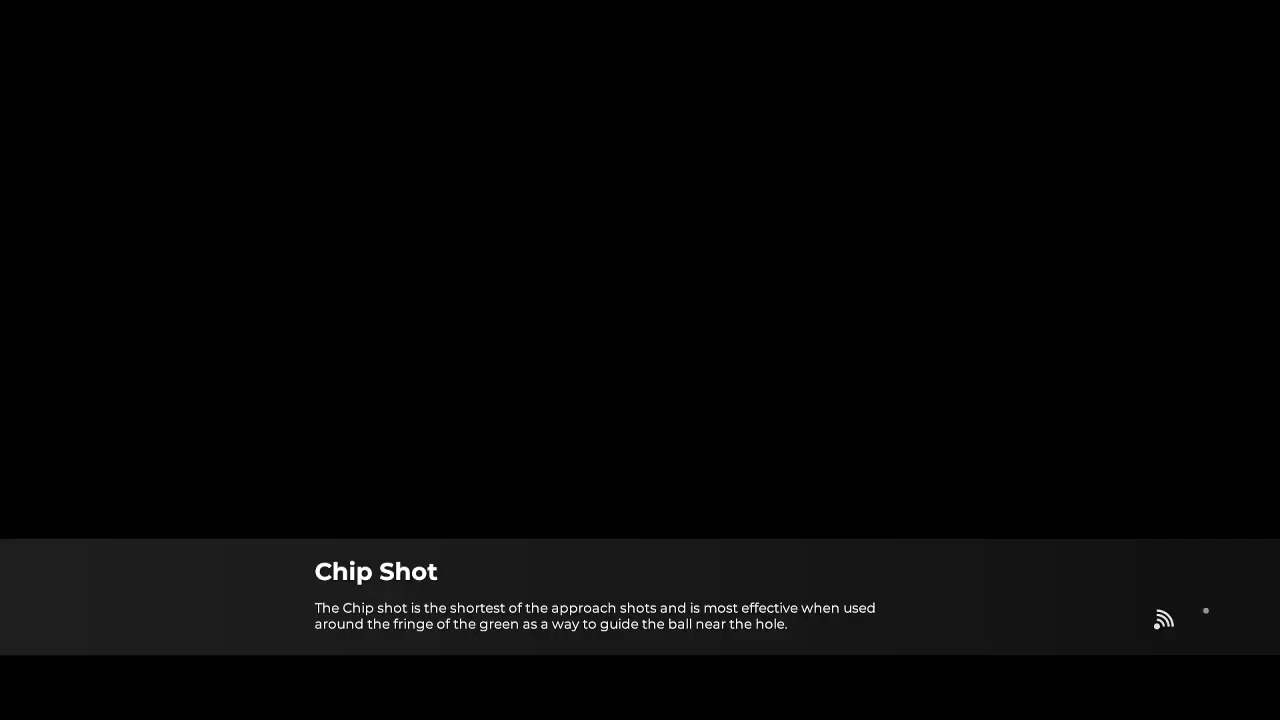 Chip Shot
The Chip shot is the shortest of the approach shots and is most effective when used
around the fringe of the green as a way to guide the ball near the hole.